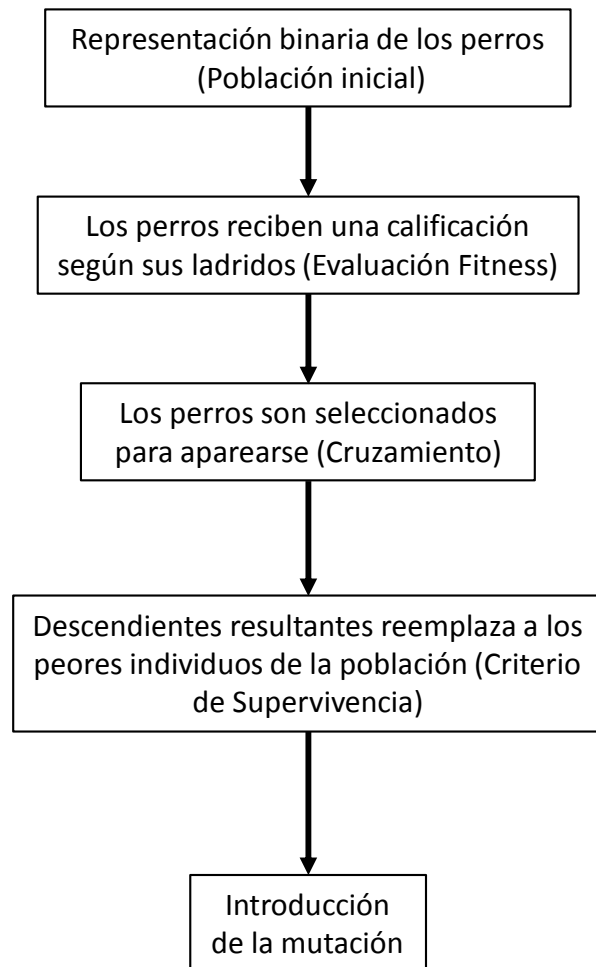 Representación binaria de los perros
(Población inicial)
Los perros reciben una calificación
según sus ladridos (Evaluación Fitness)
Los perros son seleccionados
para aparearse (Cruzamiento)
Descendientes resultantes reemplaza a los
peores individuos de la población (Criterio
de Supervivencia)
Introducción
de la mutación